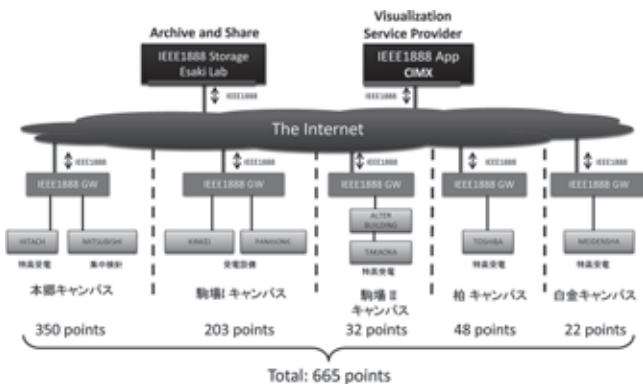 Archive and Share
Visualization
Service Provider
IEEE1888 Storage
Esaki Lab
IEEE1888 App
CIMX
IEEE1888
IEEE1888
The Internet
IEEE1888
IEEE1888
IEEE1888
IEEE1888
IEEE1888
IEEE1888 GW
IEEE1888 GW
IEEE1888 GW
IEEE1888 GW
IEEE1888 GW
HITACHI
MITSUBISHI
KINKEI
ALTER
BUILDING
TAKAOKA
TOSHIBA
MEIDENSHA
特高受電
集中検針
受電設備
特高受電
特高受電
特高受電
本郷キャンパス
駒場I キャンパス
駒場 II
キャンパス
柏 キャンパス
白金キャンパス
350 points
203 points
32 points
48 points
22 points
Total: 665 points